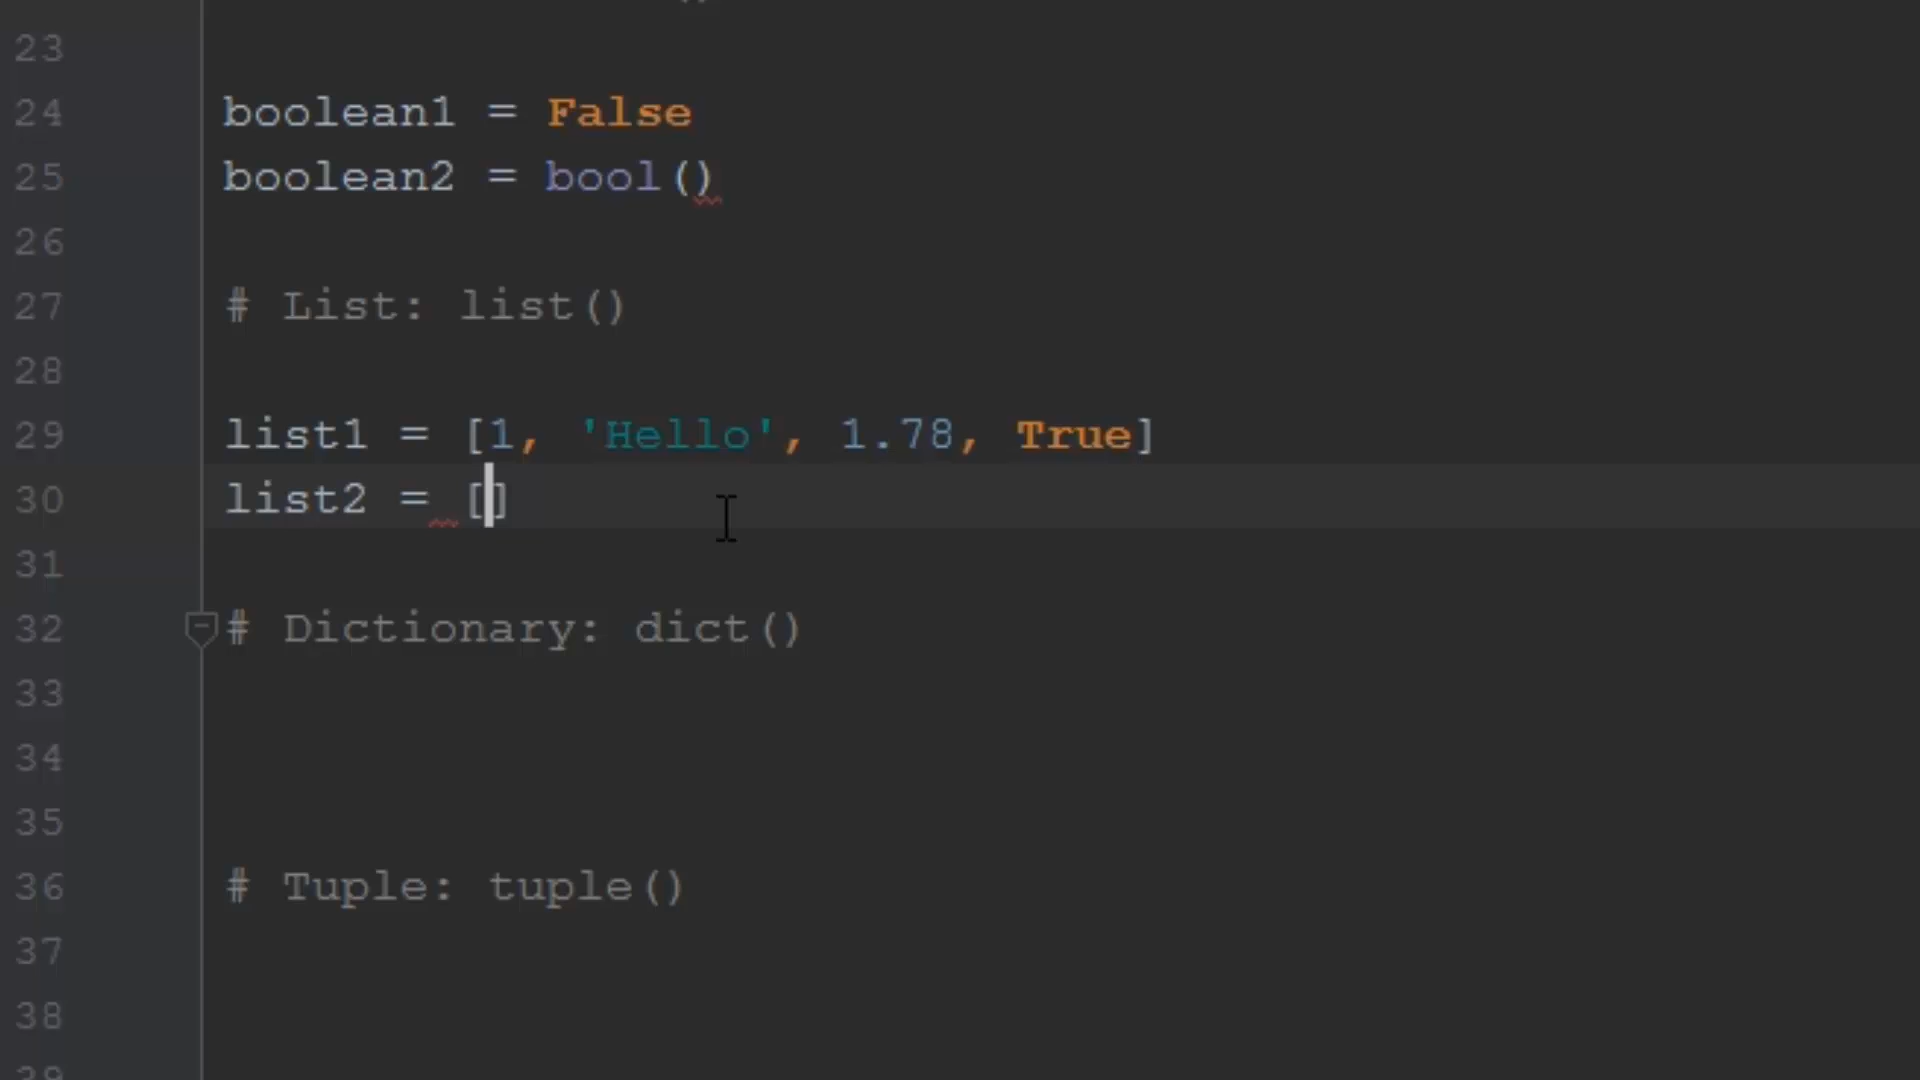 23
24 boolean1 = False
25 boolean2 = bool()
26
27 # List: list()
28
29 list1 = [1, 'Hello', 1.78, True]
30 list2 = []
31
32 # Dictionary: dict()
33
34
35
36 # Tuple: tuple()
37
38
39